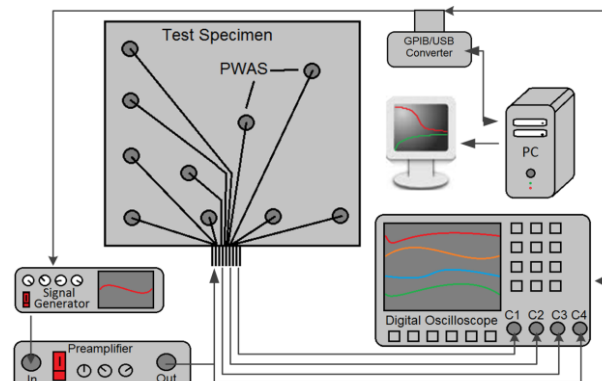 Test Specimen
PWAS
GPIB/USB
Converter
PC
Signal
Generator
Digital Oscilloscope
C1 C2 C3 C4
Preamplifier
In
Out